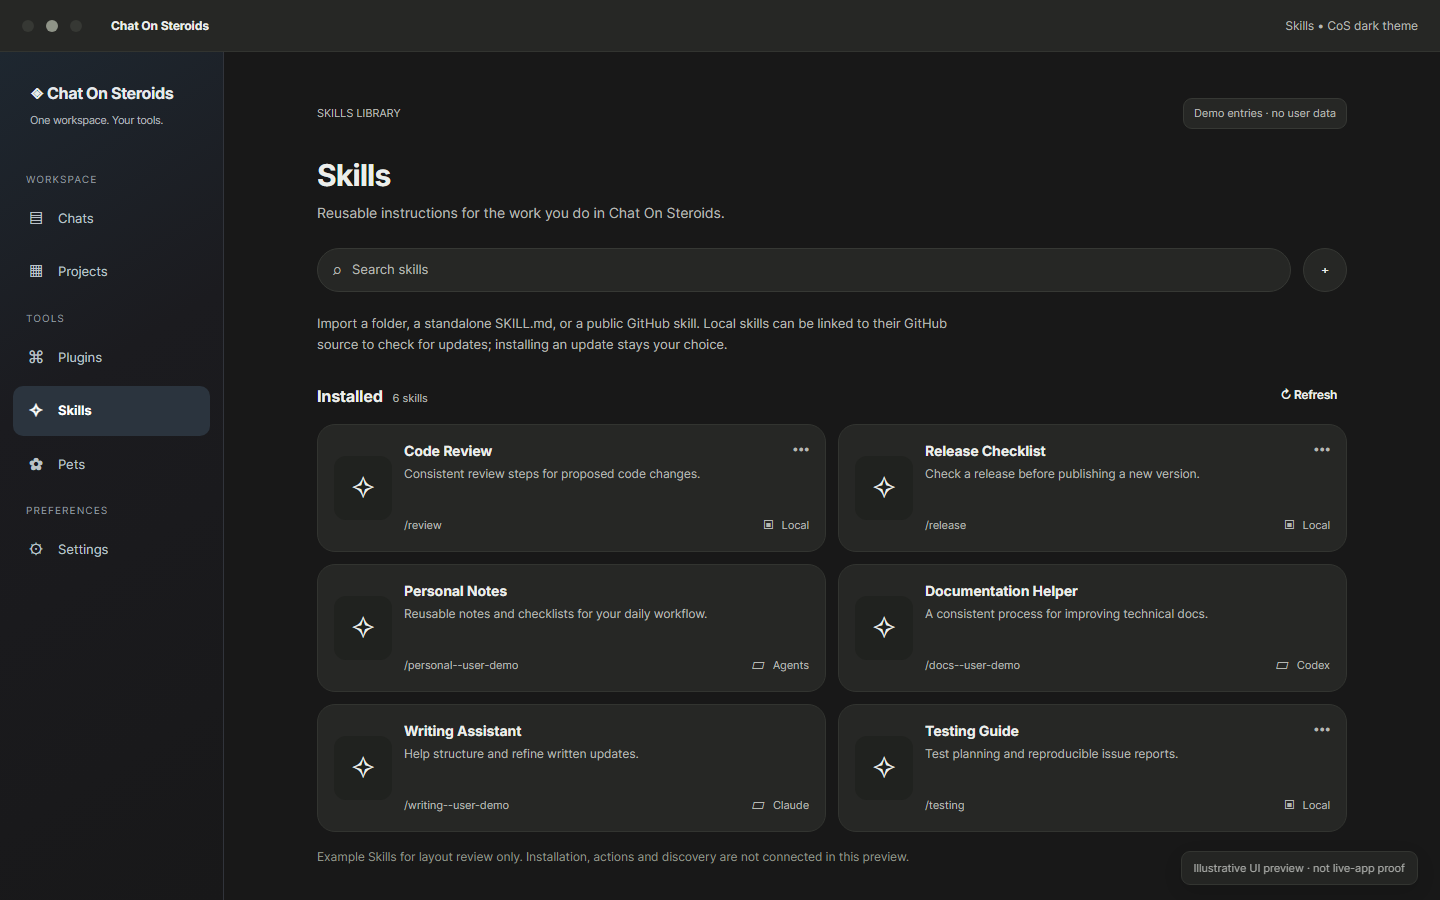 Chat On Steroids
Skills • CoS dark theme
Chat On Steroids
One workspace. Your tools.
WORKSPACE
Chats
Projects
TOOLS
Plugins
Skills
Pets
PREFERENCES
Settings
SKILLS LIBRARY
Demo entries · no user data
Skills
Reusable instructions for the work you do in Chat On Steroids.
Search skills
+
Import a folder, a standalone SKILL.md, or a public GitHub skill. Local skills can be linked to their GitHub
source to check for updates; installing an update stays your choice.
Installed 6 skills
Refresh
Code Review
Consistent review steps for proposed code changes.
/review
Local
Release Checklist
Check a release before publishing a new version.
/release
Local
Personal Notes
Reusable notes and checklists for your daily workflow.
/personal--user-demo
Agents
Documentation Helper
A consistent process for improving technical docs.
/docs--user-demo
Codex
Writing Assistant
Help structure and refine written updates.
/writing--user-demo
Claude
Testing Guide
Test planning and reproducible issue reports.
/testing
Local
Example Skills for layout review only. Installation, actions and discovery are not connected in this preview.
Illustrative UI preview · not live-app proof